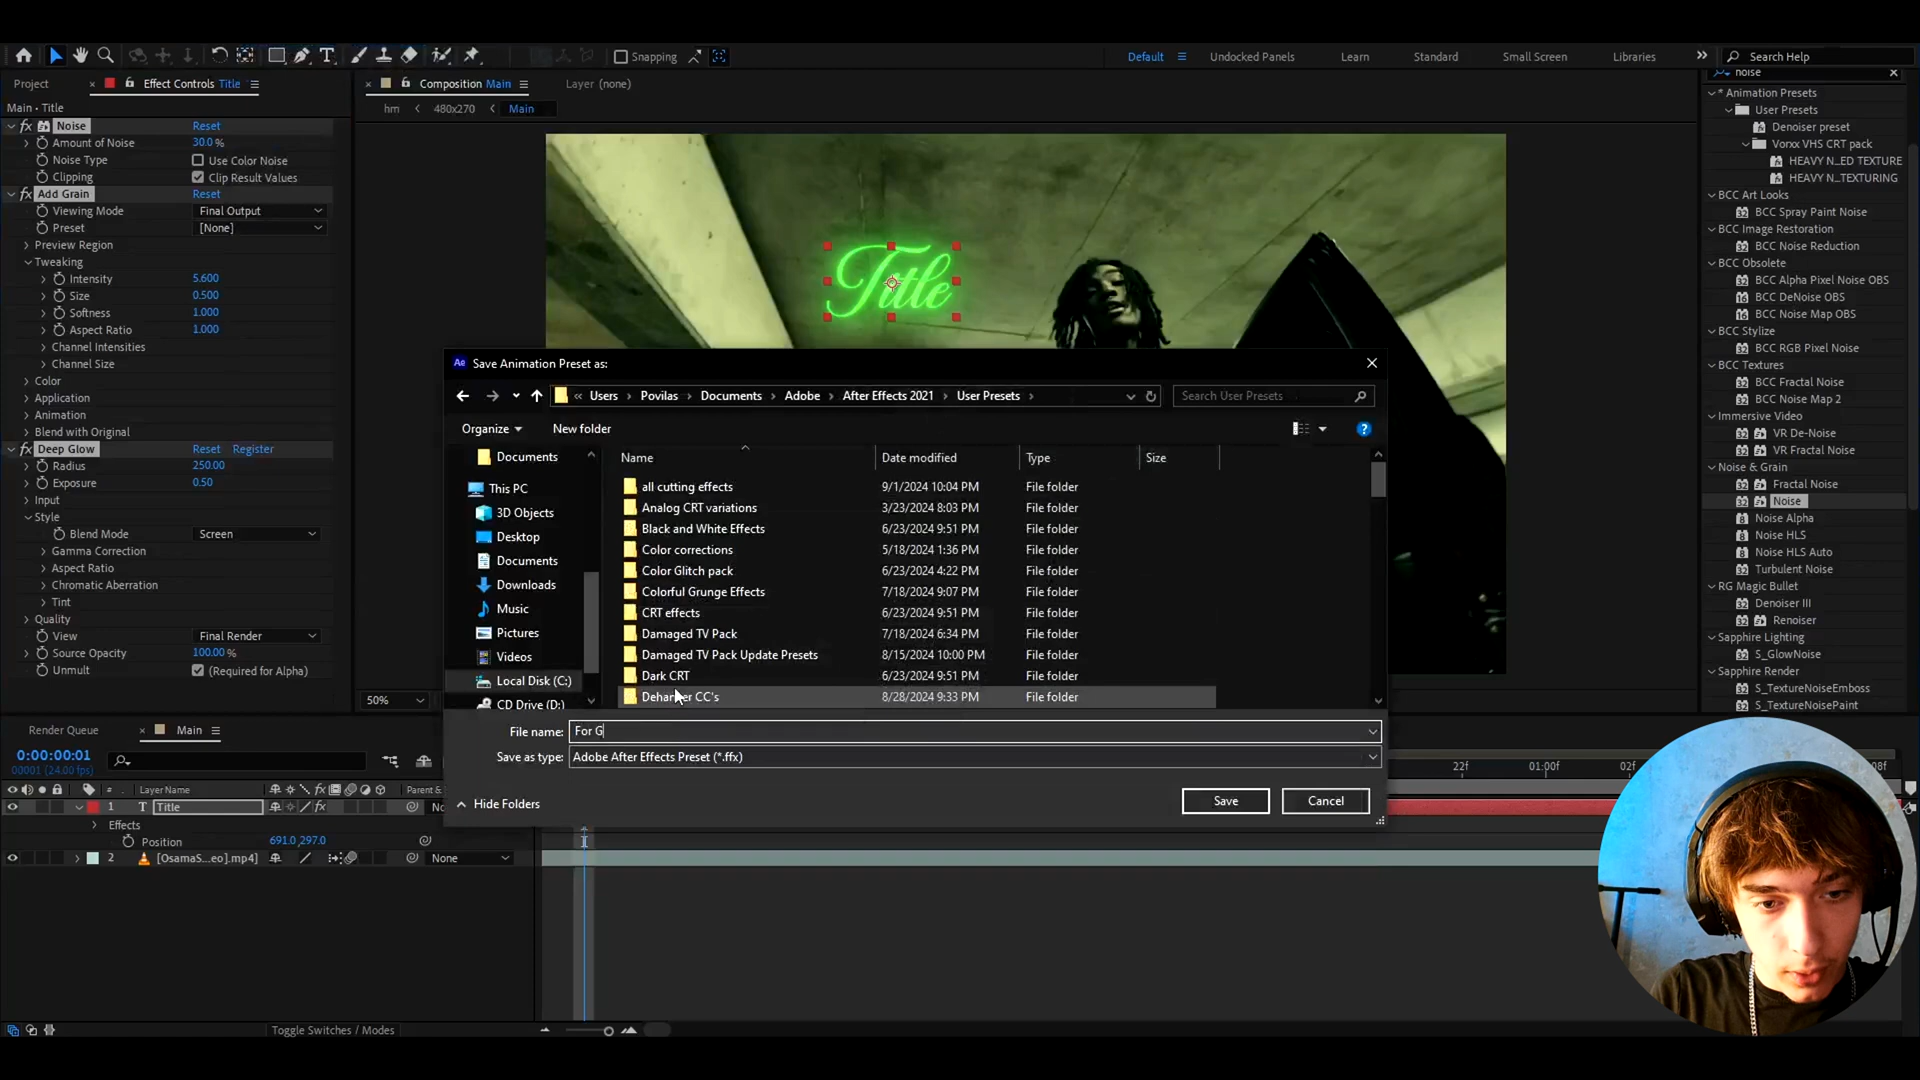 Snapping
Default
Undocked Panels
Learn
Standard
Small Screen
Libraries
Search Help
Project
Effect Controls Title
Main • Title
fx Noise Reset
Amount of Noise 30.0 %
Noise Type Use Color Noise
Clipping Clip Result Values
fx Add Grain Reset
Viewing Mode Final Output
Preset [None]
Preview Region
Tweaking
Intensity 5.600
Size 0.500
Softness 1.000
Aspect Ratio 1.000
Channel Intensities
Channel Size
Color
Application
Animation
Blend with Original
fx Deep Glow Reset Register
Radius 250.00
Exposure 0.50
Input
Style
Blend Mode Screen
Gamma Correction
Aspect Ratio
Chromatic Aberration
Tint
Quality
View Final Render
Source Opacity 100.00 %
Unmult (Required for Alpha)
Composition Main
Layer (none)
hm 480x270 Main
Title
50%
Ae Save Animation Preset as:
« Users Povilas Documents Adobe After Effects 2021 User Presets
Search User Presets
Organize New folder
Documents
This PC
3D Objects
Desktop
Documents
Downloads
Music
Pictures
Videos
Local Disk (C:)
CD Drive (D:)
Name Date modified Type Size
all cutting effects 9/1/2024 10:04 PM File folder
Analog CRT variations 3/23/2024 8:03 PM File folder
Black and White Effects 6/23/2024 9:51 PM File folder
Color corrections 5/18/2024 1:36 PM File folder
Color Glitch pack 6/23/2024 4:22 PM File folder
Colorful Grunge Effects 7/18/2024 9:07 PM File folder
CRT effects 6/23/2024 9:51 PM File folder
Damaged TV Pack 7/18/2024 6:34 PM File folder
Damaged TV Pack Update Presets 8/15/2024 10:00 PM File folder
Dark CRT 6/23/2024 9:51 PM File folder
CC's 8/28/2024 9:33 PM File folder
File name: For G
Save as type: Adobe After Effects Preset (*.ffx)
Hide Folders
Save Cancel
noise
* Animation Presets
User Presets
Denoiser preset
Vorxx VHS CRT pack
HEAVY N_ED TEXTURE
HEAVY N_TEXTURING
BCC Art Looks
BCC Spray Paint Noise
BCC Image Restoration
BCC Noise Reduction
BCC Obsolete
BCC Alpha Pixel Noise OBS
BCC DeNoise OBS
BCC Noise Map OBS
BCC Stylize
BCC RGB Pixel Noise
BCC Textures
BCC Fractal Noise
BCC Noise Map 2
Immersive Video
VR De-Noise
VR Fractal Noise
Noise & Grain
Fractal Noise
Noise
Noise Alpha
Noise HLS
Noise HLS Auto
Turbulent Noise
RG Magic Bullet
Denoiser III
Renoiser
Sapphire Lighting
S_GlowNoise
Sapphire Render
S_TextureNoiseEmboss
S_TextureNoisePaint
Render Queue
Main
0:00:00:01
00001 (24.00 fps)
# Layer Name Parent &
1 T Title
Effects
Position 691.0,297.0
2 [OsamaS...eo].mp4] None
22f 01:00f 02f 08f
Toggle Switches / Modes